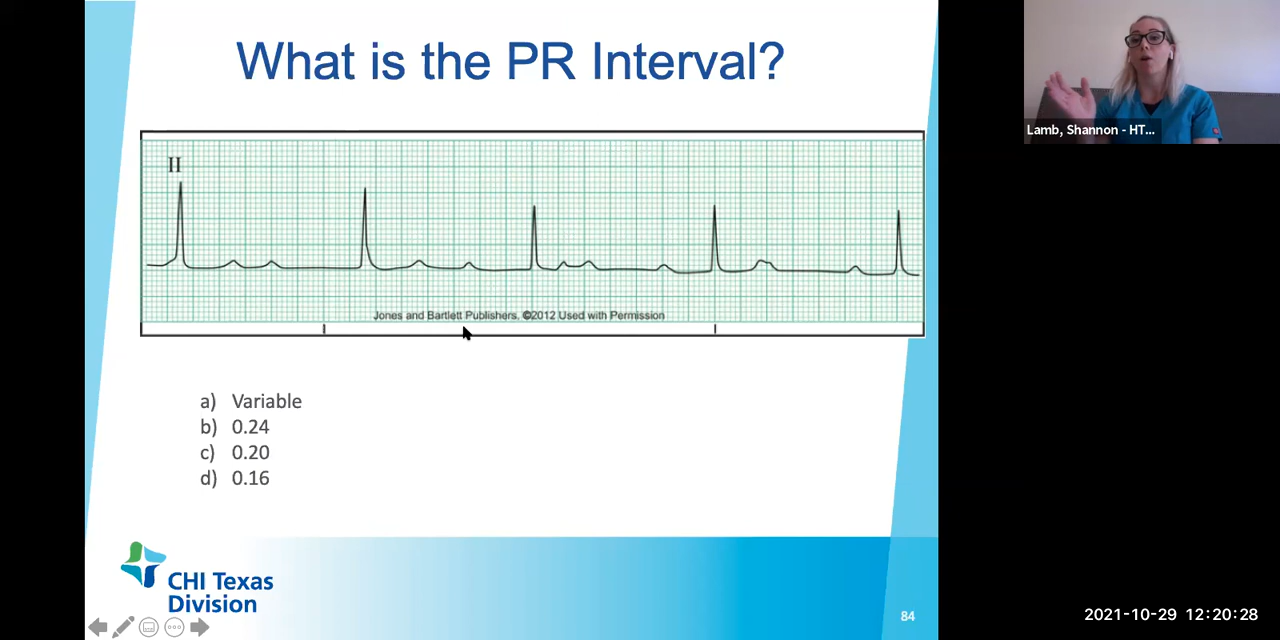 What is the PR Interval?
Lamb, Shannon - HT...
II
Jones and Bartlett Publishers, ©2012 Used with Permission
a) Variable
b) 0.24
c) 0.20
d) 0.16
CHI Texas
Division
84
2021-10-29 12:20:28